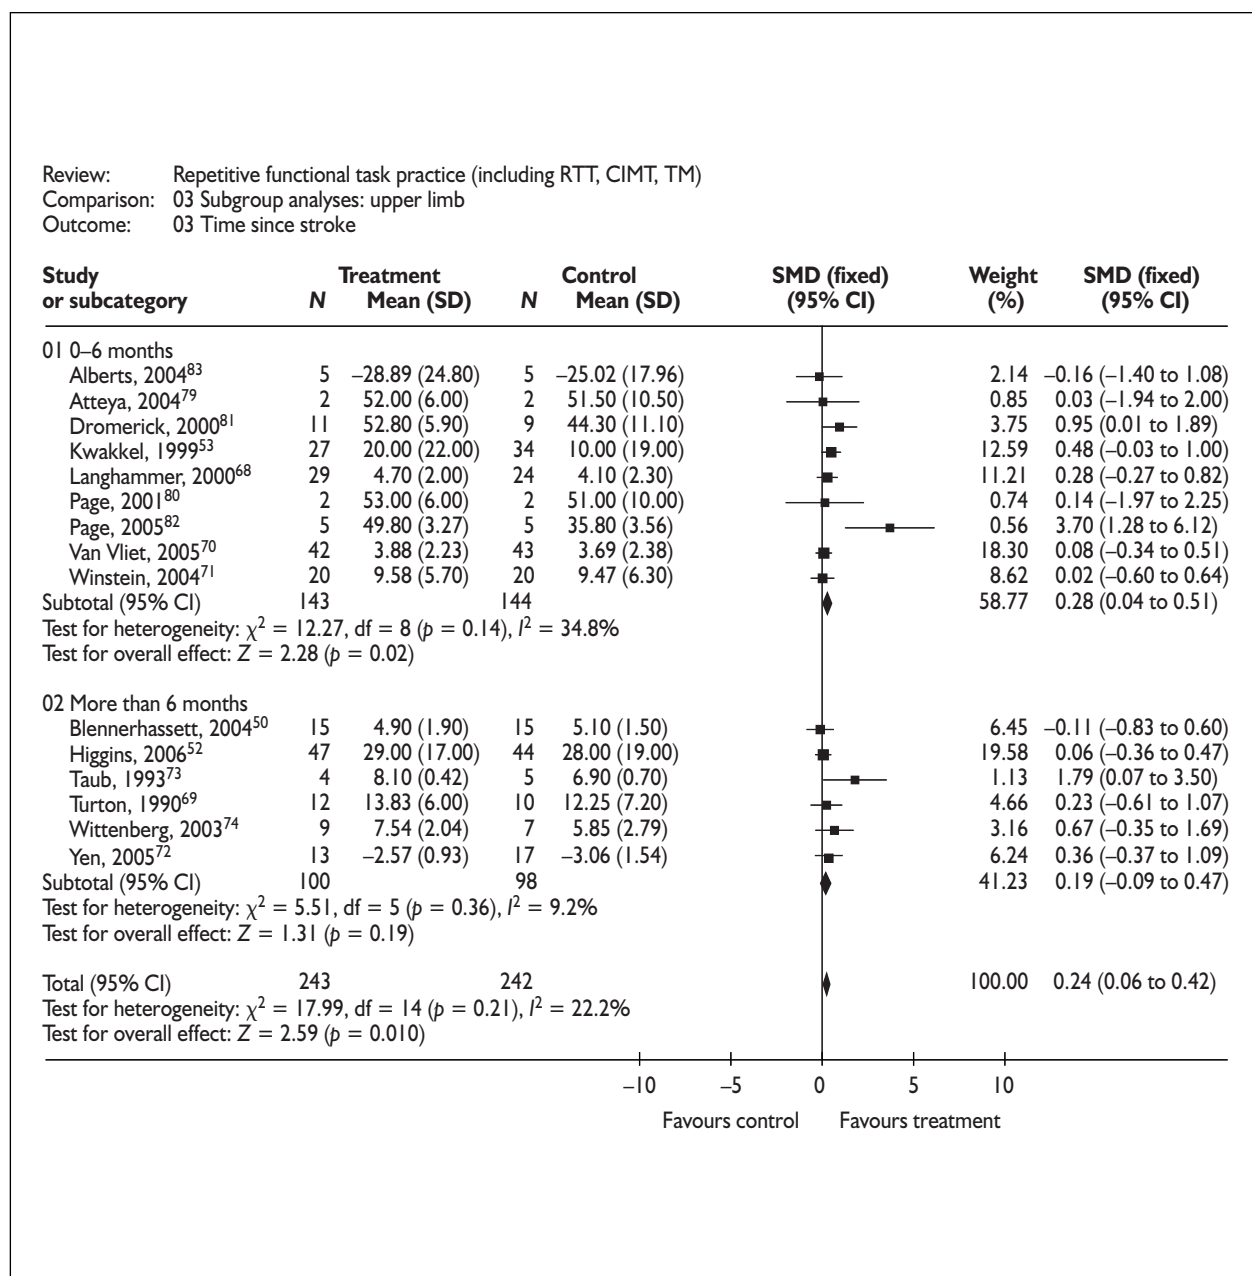 Review: Repetitive functional task practice (including RTT, CIMT, TM)
Comparison: 03 Subgroup analyses: upper limb
Outcome: 03 Time since stroke
Study Treatment Control SMD (fixed) Weight SMD (fixed)
or subcategory N Mean (SD) N Mean (SD) (95% CI) (%) (95% CI)
01 0–6 months
Alberts, 2004⁸³ 5 –28.89 (24.80) 5 –25.02 (17.96) 2.14 –0.16 (–1.40 to 1.08)
Atteya, 2004⁷⁹ 2 52.00 (6.00) 2 51.50 (10.50) 0.85 0.03 (–1.94 to 2.00)
Dromerick, 2000⁸¹ 11 52.80 (5.90) 9 44.30 (11.10) 3.75 0.95 (0.01 to 1.89)
Kwakkel, 1999⁵³ 27 20.00 (22.00) 34 10.00 (19.00) 12.59 0.48 (–0.03 to 1.00)
Langhammer, 2000⁶⁸ 29 4.70 (2.00) 24 4.10 (2.30) 11.21 0.28 (–0.27 to 0.82)
Page, 2001⁸⁰ 2 53.00 (6.00) 2 51.00 (10.00) 0.74 0.14 (–1.97 to 2.25)
Page, 2005⁸² 5 49.80 (3.27) 5 35.80 (3.56) 0.56 3.70 (1.28 to 6.12)
Van Vliet, 2005⁷⁰ 42 3.88 (2.23) 43 3.69 (2.38) 18.30 0.08 (–0.34 to 0.51)
Winstein, 2004⁷¹ 20 9.58 (5.70) 20 9.47 (6.30) 8.62 0.02 (–0.60 to 0.64)
Subtotal (95% CI) 143 144 58.77 0.28 (0.04 to 0.51)
Test for heterogeneity: χ² = 12.27, df = 8 (p = 0.14), I² = 34.8%
Test for overall effect: Z = 2.28 (p = 0.02)
02 More than 6 months
Blennerhassett, 2004⁵⁰ 15 4.90 (1.90) 15 5.10 (1.50) 6.45 –0.11 (–0.83 to 0.60)
Higgins, 2006⁵² 47 29.00 (17.00) 44 28.00 (19.00) 19.58 0.06 (–0.36 to 0.47)
Taub, 1993⁷³ 4 8.10 (0.42) 5 6.90 (0.70) 1.13 1.79 (0.07 to 3.50)
Turton, 1990⁶⁹ 12 13.83 (6.00) 10 12.25 (7.20) 4.66 0.23 (–0.61 to 1.07)
Wittenberg, 2003⁷⁴ 9 7.54 (2.04) 7 5.85 (2.79) 3.16 0.67 (–0.35 to 1.69)
Yen, 2005⁷² 13 –2.57 (0.93) 17 –3.06 (1.54) 6.24 0.36 (–0.37 to 1.09)
Subtotal (95% CI) 100 98 41.23 0.19 (–0.09 to 0.47)
Test for heterogeneity: χ² = 5.51, df = 5 (p = 0.36), I² = 9.2%
Test for overall effect: Z = 1.31 (p = 0.19)
Total (95% CI) 243 242 100.00 0.24 (0.06 to 0.42)
Test for heterogeneity: χ² = 17.99, df = 14 (p = 0.21), I² = 22.2%
Test for overall effect: Z = 2.59 (p = 0.010)
–10 –5 0 5 10
Favours control Favours treatment